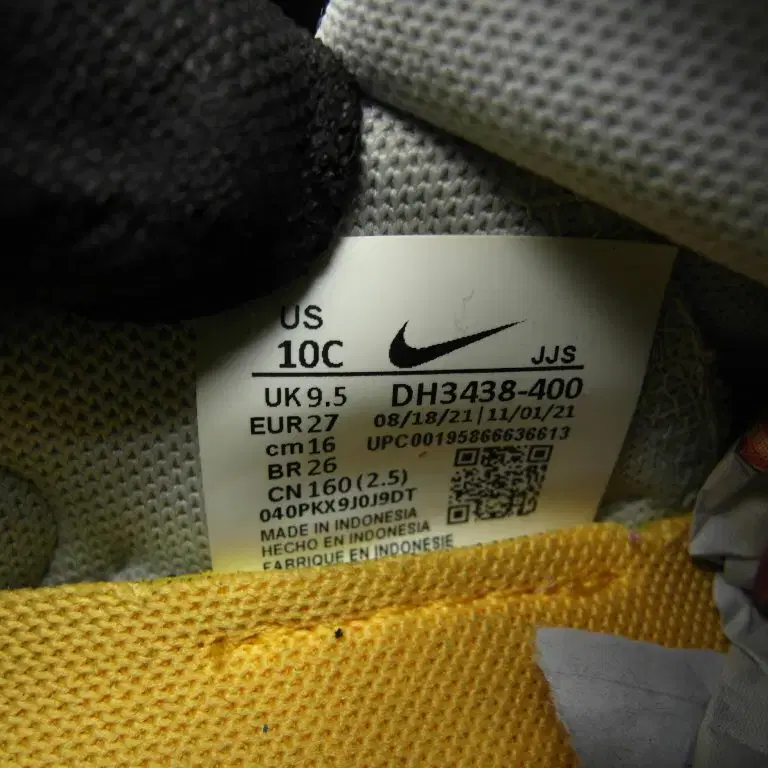 US
10C
JJS
UK 9.5 DH3438-400
EUR 27 08/18/21|11/01/21
cm 16 UPC00195866636613
BR 26
CN 160 (2.5)
040PKX9J0J9DT
MADE IN INDONESIA
HECHO EN INDONESIA
FABRIQUE EN INDONESIE